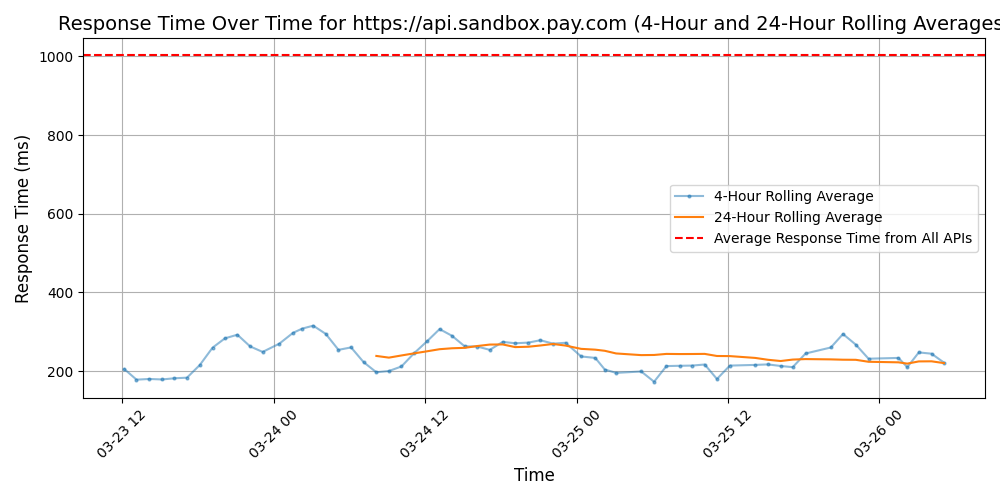 Response Time Over Time for https://api.sandbox.pay.com (4-Hour and 24-Hour Rolling Averages
Response Time (ms)
1000
800
600
400
200
4-Hour Rolling Average
24-Hour Rolling Average
Average Response Time from All APIs
03-23 12
03-24 00
03-24 12
03-25 00
03-25 12
03-26 00
Time